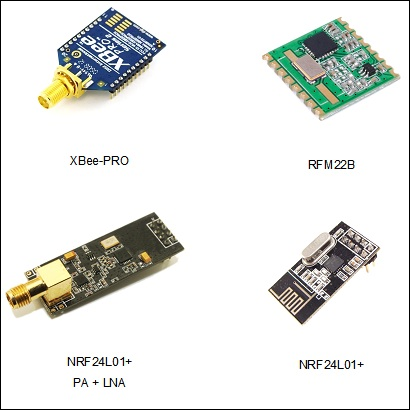 XBee
PRO
XBee-PRO
RFM22B
NRF24L01+
PA + LNA
NRF24L01+